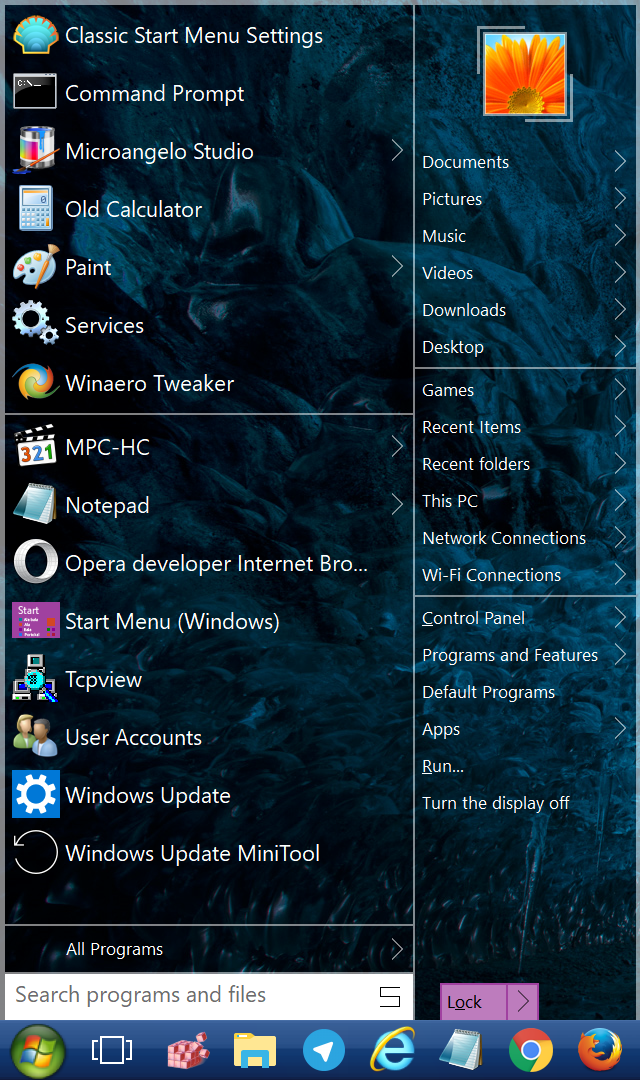 Classic Start Menu Settings
Command Prompt
Microangelo Studio
Old Calculator
Paint
Services
Winaero Tweaker
MPC-HC
Notepad
Opera developer Internet Bro...
Start Menu (Windows)
Tcpview
User Accounts
Windows Update
Windows Update MiniTool
All Programs
Search programs and files
Documents
Pictures
Music
Videos
Downloads
Desktop
Games
Recent Items
Recent folders
This PC
Network Connections
Wi-Fi Connections
Control Panel
Programs and Features
Default Programs
Apps
Run...
Turn the display off
Lock
C:\_
0
321
Start